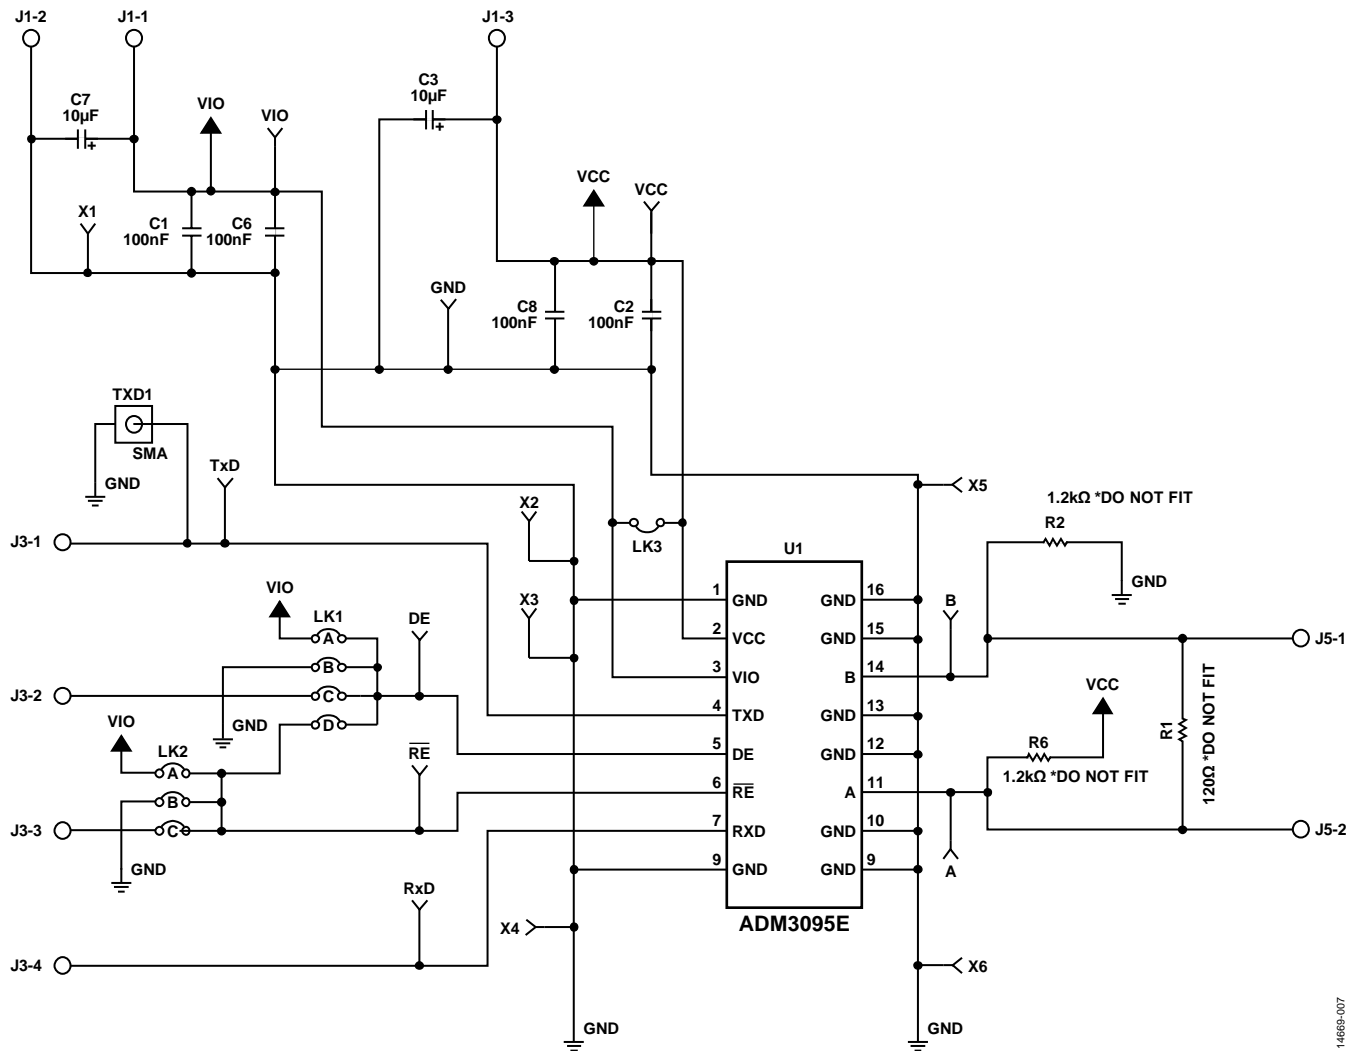 J1-2
J1-1
J1-3
C7
10µF
+
VIO
VIO
C3
10µF
+
X1
C1
100nF
C6
100nF
VCC
VCC
GND
C8
100nF
C2
100nF
TXD1
SMA
GND
TxD
X2
LK3
X5
1.2kΩ *DO NOT FIT
R2
GND
J3-1
U1
VIO
LK1
DE
X3
A
B
C
D
GND
J3-2
VIO
LK2
RE
A
B
C
J3-3
GND
RxD
X4
J3-4
GND
1
GND
2
VCC
3
VIO
4
TXD
5
DE
6
RE
7
RXD
9
GND
16
GND
15
GND
14
B
13
GND
12
GND
11
A
10
GND
9
GND
ADM3095E
B
J5-1
VCC
R6
1.2kΩ *DO NOT FIT
R1
120Ω *DO NOT FIT
A
J5-2
X6
GND
14669-007